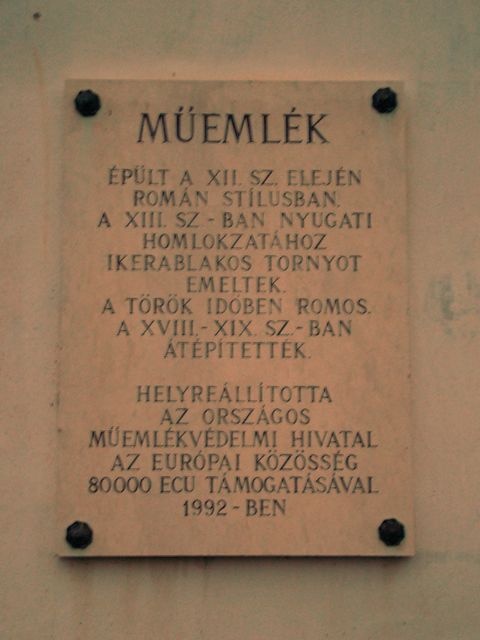 MŰEMLÉK
ÉPÜLT A XII. SZ. ELEJÉN
ROMÁN STÍLUSBAN.
A XIII. SZ-BAN NYUGATI
HOMLOKZATÁHOZ
IKERABLAKOS TORNYOT
EMELTEK.
A TÖRÖK IDÖBEN ROMOS.
A XVIII.-XIX. SZ.-BAN
ÁTÉPÍTETTÉK.
HELYREÁLLÍTOTTA
AZ ORSZÁGOS
MŰEMLÉKVÉDELMI HIVATAL
AZ EURÓPAI KÖZÖSSÉG
80000 ECU TÁMOGATÁSÁVAL
1992-BEN